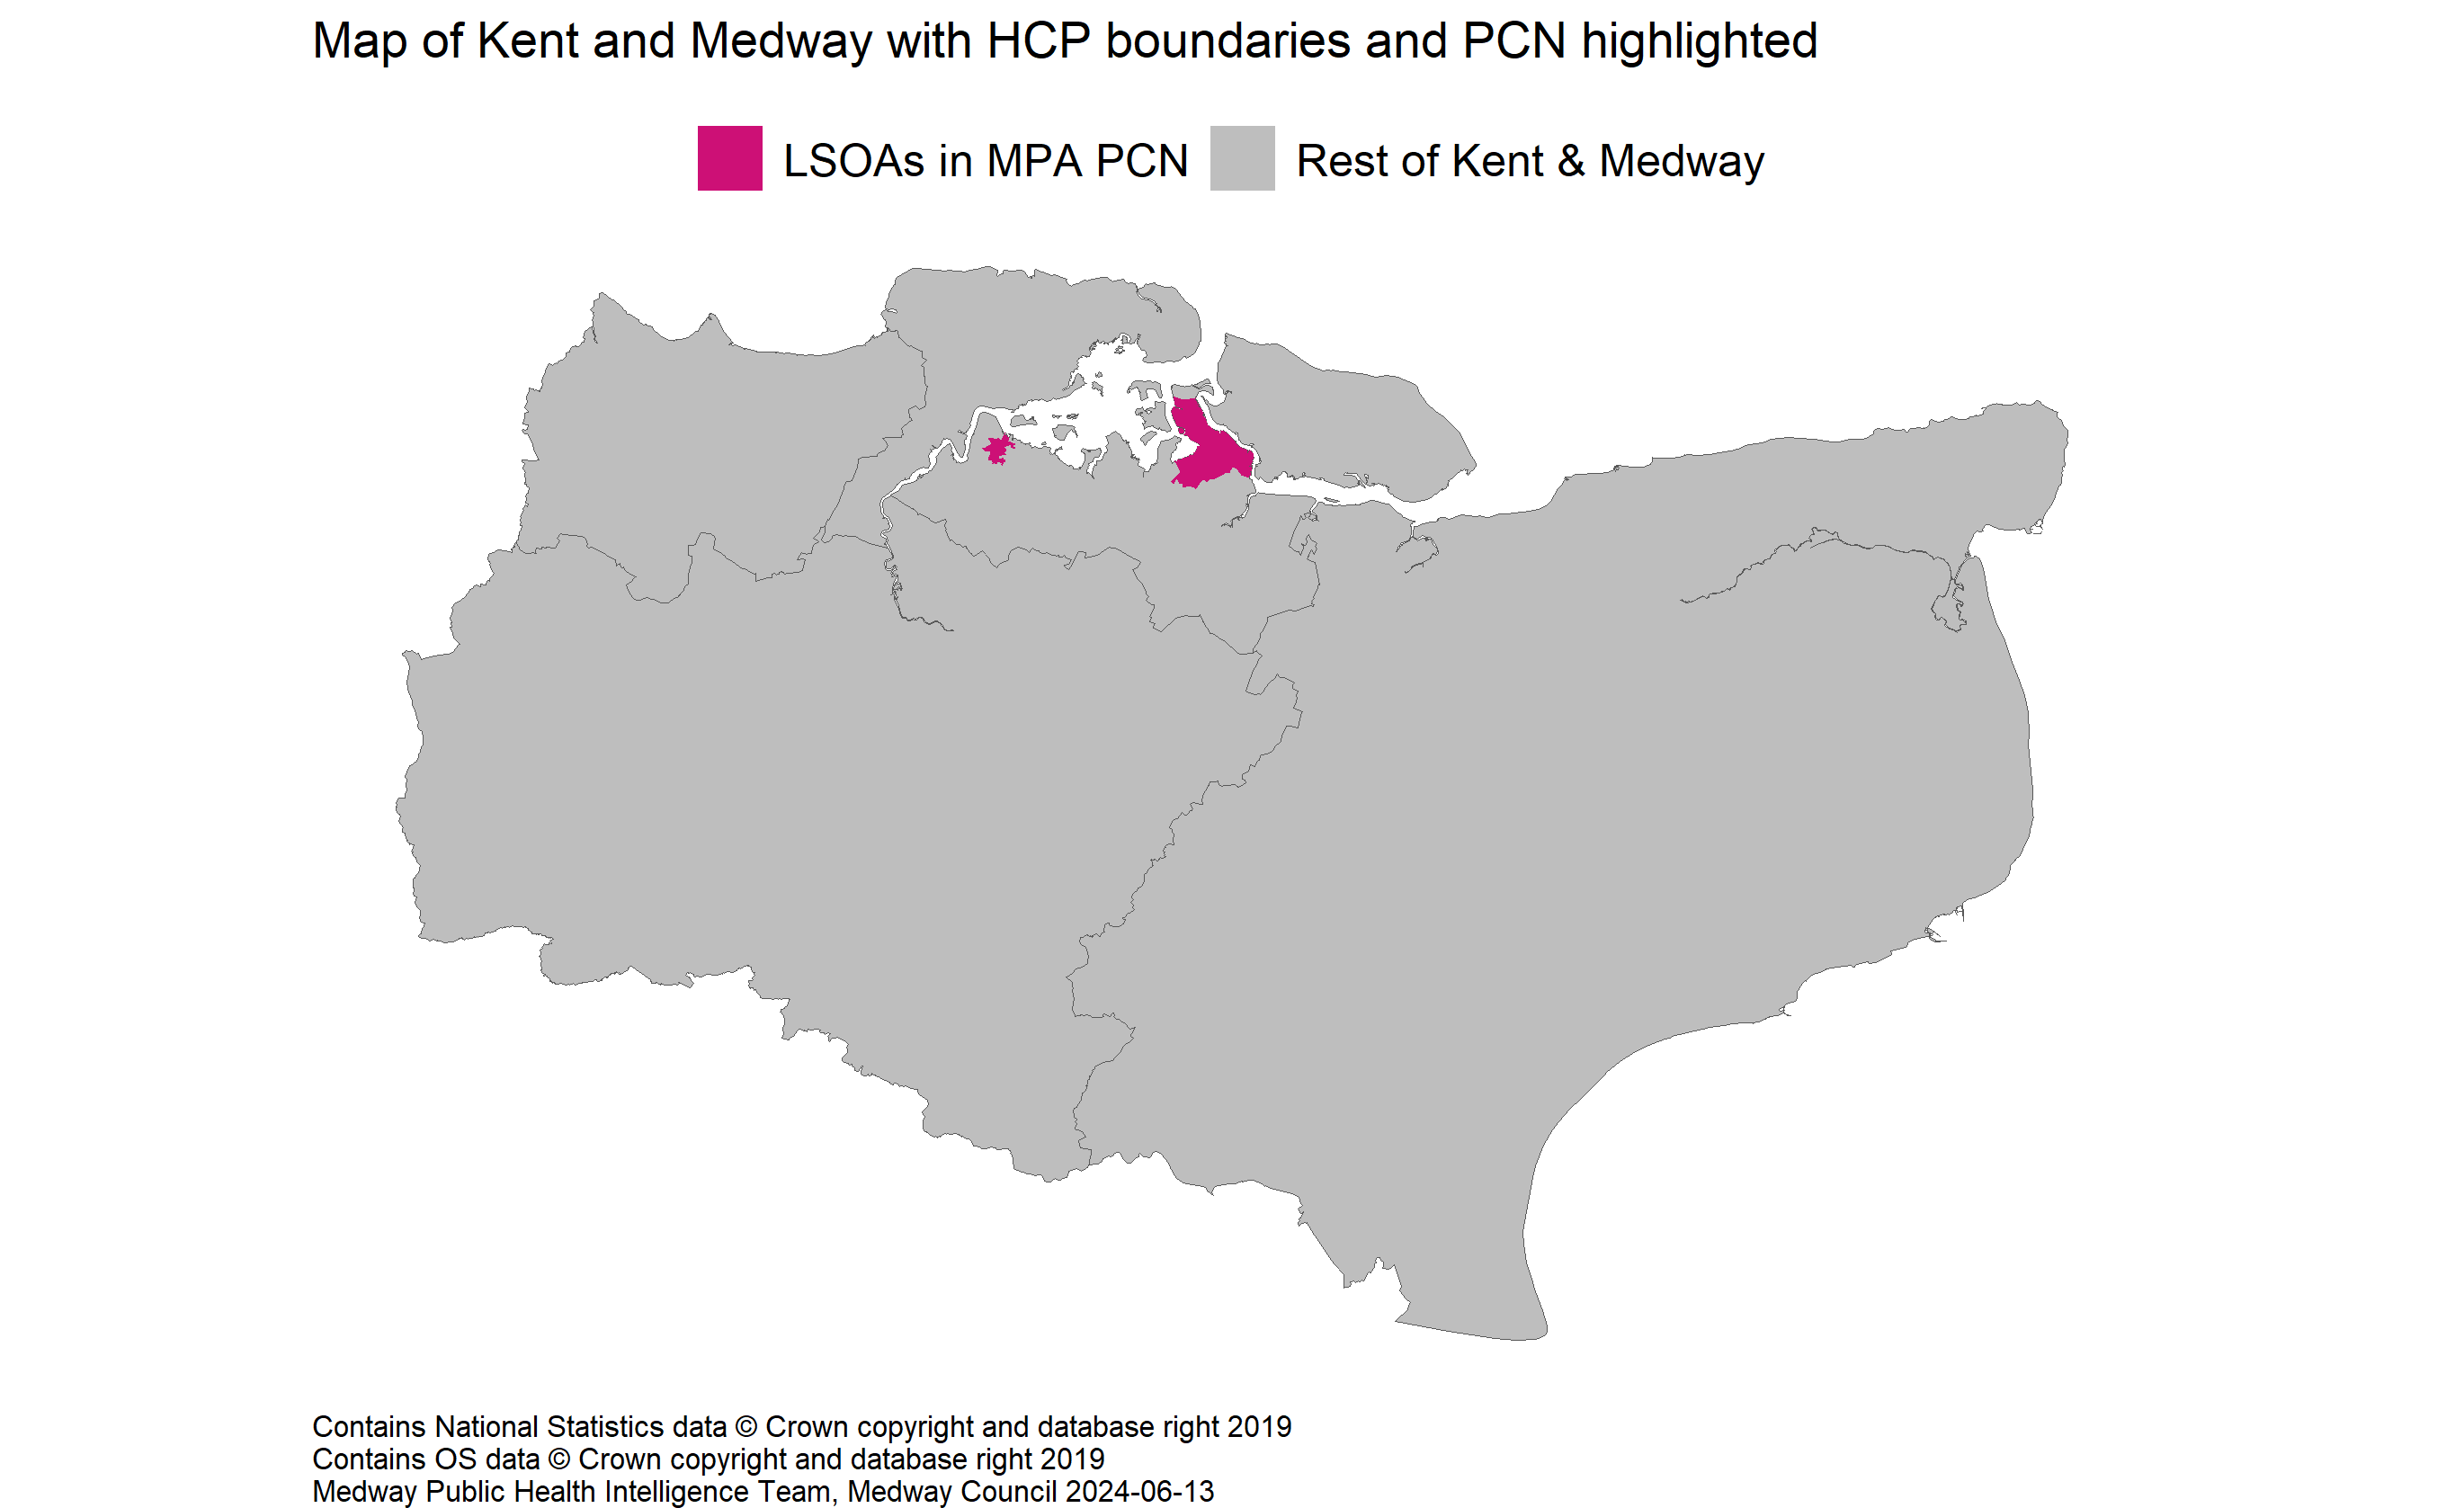 Map of Kent and Medway with HCP boundaries and PCN highlighted
LSOAs in MPA PCN Rest of Kent & Medway
Contains National Statistics data © Crown copyright and database right 2019
Contains OS data © Crown copyright and database right 2019
Medway Public Health Intelligence Team, Medway Council 2024-06-13